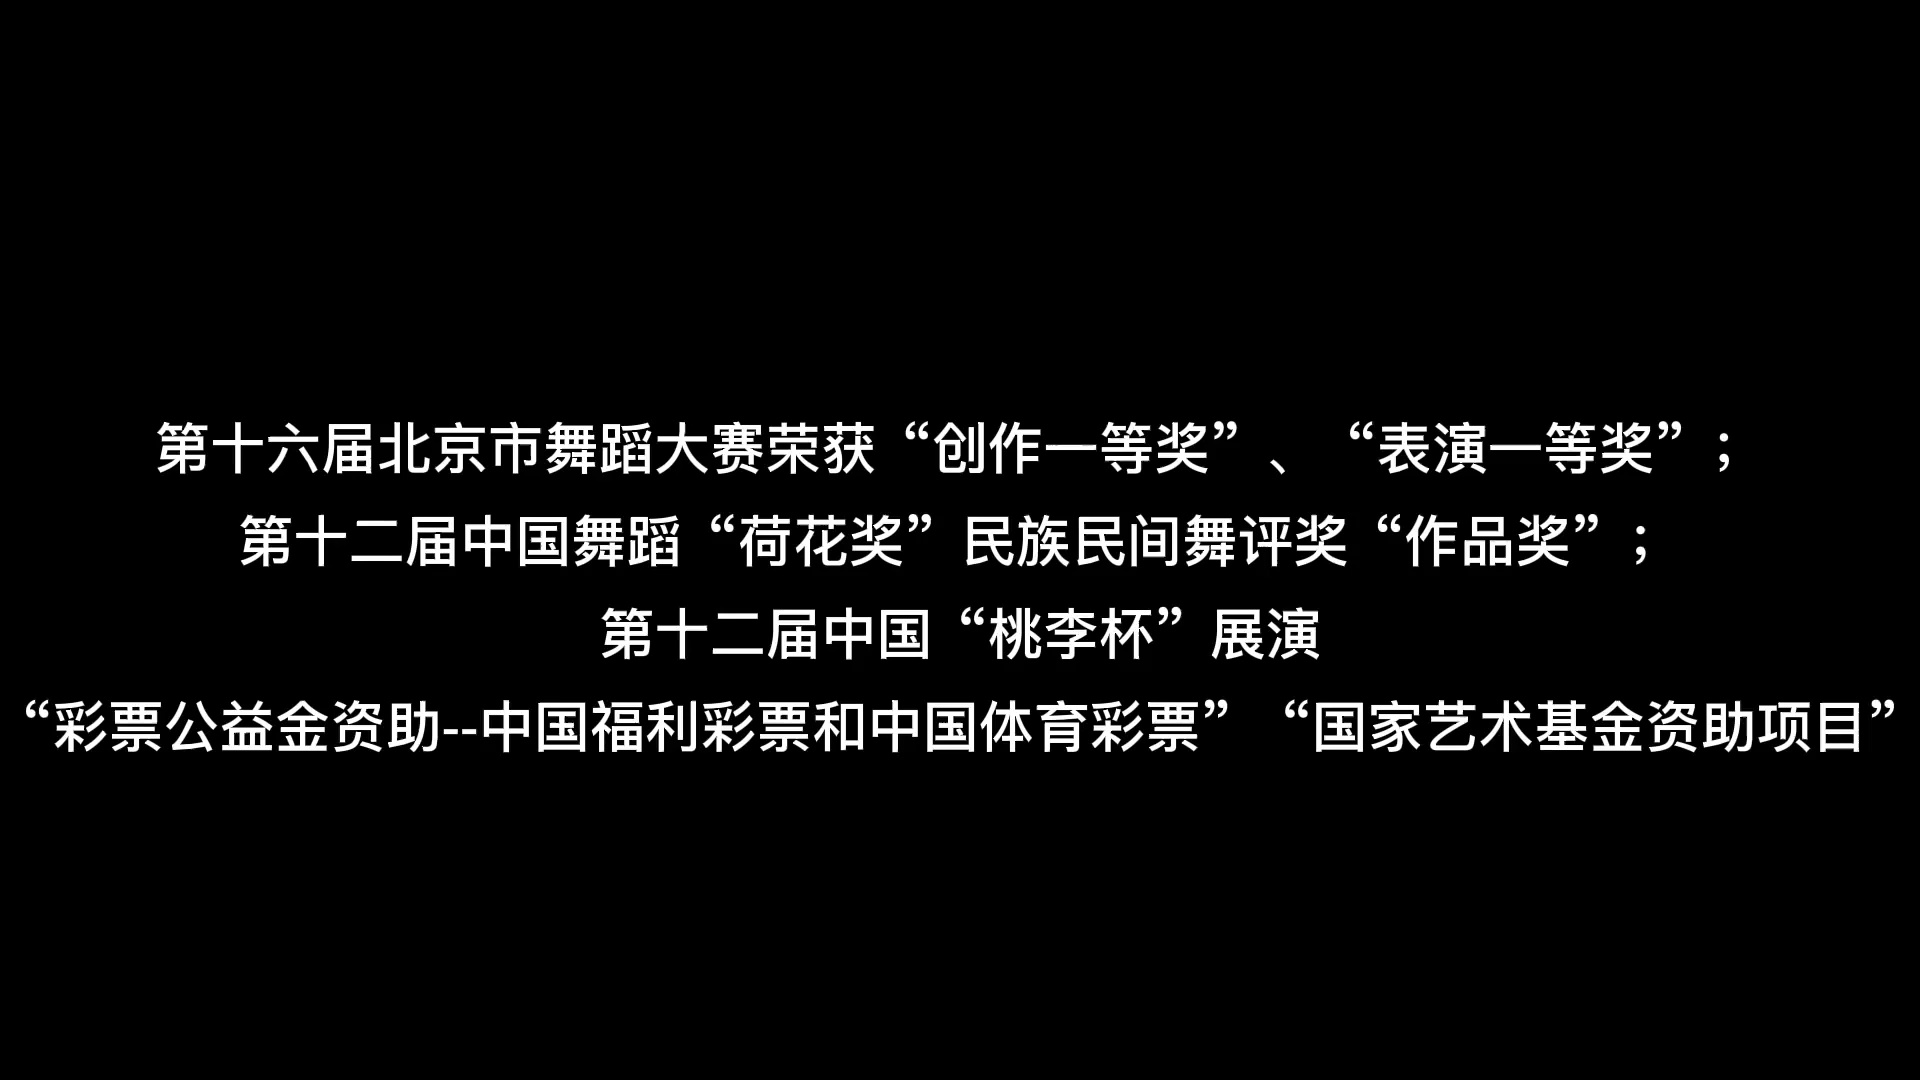 第十六届北京市舞蹈大赛荣获“创作一等奖”、“表演一等奖”；
第十二届中国舞蹈“荷花奖”民族民间舞评奖“作品奖”；
第十二届中国“桃李杯”展演
“彩票公益金资助--中国福利彩票和中国体育彩票”“国家艺术基金资助项目”